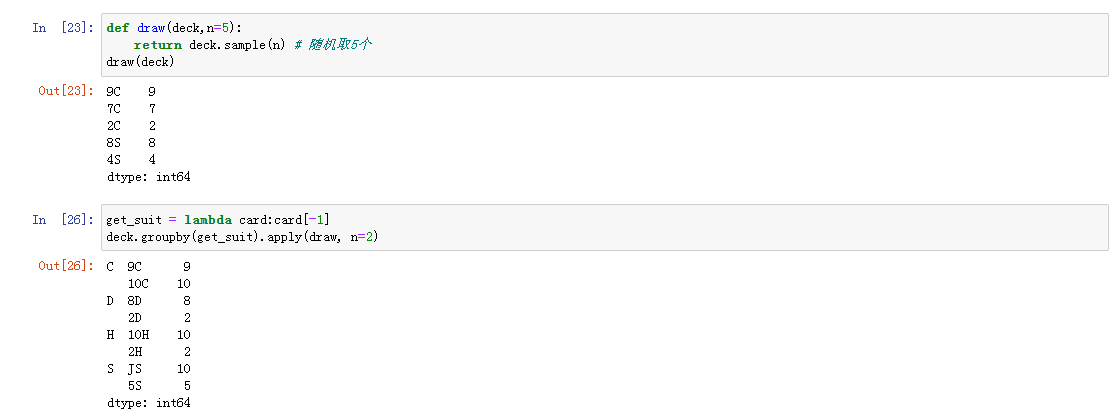 In [23]: def draw(deck,n=5):
    return deck.sample(n) # 随机取5个
draw(deck)
Out[23]: 9C 9
7C 7
2C 2
8S 8
4S 4
dtype: int64
In [26]: get_suit = lambda card:card[-1]
deck.groupby(get_suit).apply(draw, n=2)
Out[26]: C 9C 9
10C 10
D 8D 8
2D 2
H 10H 10
2H 2
S JS 10
5S 5
dtype: int64